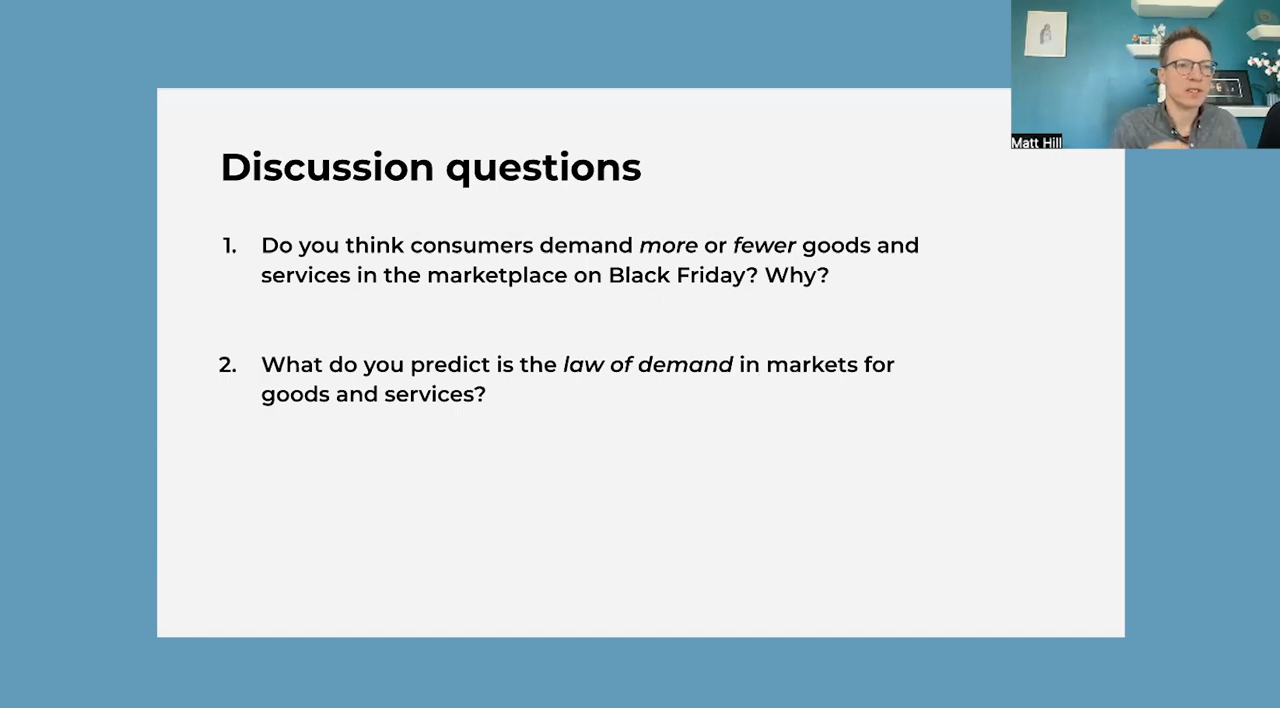 Discussion questions
1. Do you think consumers demand more or fewer goods and
services in the marketplace on Black Friday? Why?
2. What do you predict is the law of demand in markets for
goods and services?
Matt Hill